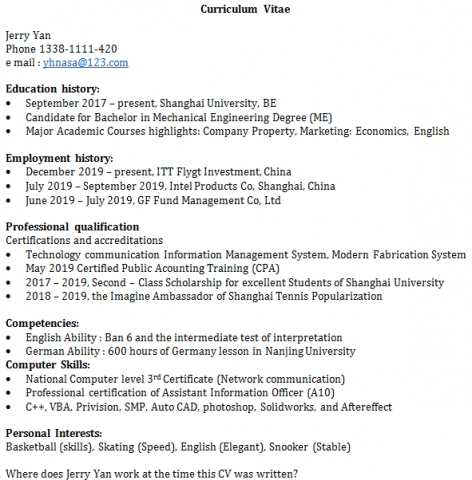 Curriculum Vitae
Jerry Yan
Phone 1338-1111-420
e mail : yhnasa@123.com
Education history:
• September 2017 – present, Shanghai University, BE
• Candidate for Bachelor in Mechanical Engineering Degree (ME)
• Major Academic Courses highlights: Company Property, Marketing: Economics, English
Employment history:
• December 2019 – present, ITT Flygt Investment, China
• July 2019 – September 2019, Intel Products Co, Shanghai, China
• June 2019 – July 2019, GF Fund Management Co, Ltd
Professional qualification
Certifications and accreditations
• Technology communication Information Management System, Modern Fabrication System
• May 2019 Certified Public Acounting Training (CPA)
• 2017 – 2019, Second – Class Scholarship for excellent Students of Shanghai University
• 2018 – 2019, the Imagine Ambassador of Shanghai Tennis Popularization
Competencies:
• English Ability : Ban 6 and the intermediate test of interpretation
• German Ability : 600 hours of Germany lesson in Nanjing University
Computer Skills:
• National Computer level 3rd Certificate (Network communication)
• Professional certification of Assistant Information Officer (A10)
• C++, VBA, Privision, SMP, Auto CAD, photoshop, Solidworks, and Aftereffect
Personal Interests:
Basketball (skills), Skating (Speed), English (Elegant), Snooker (Stable)
Where does Jerry Yan work at the time this CV was written?